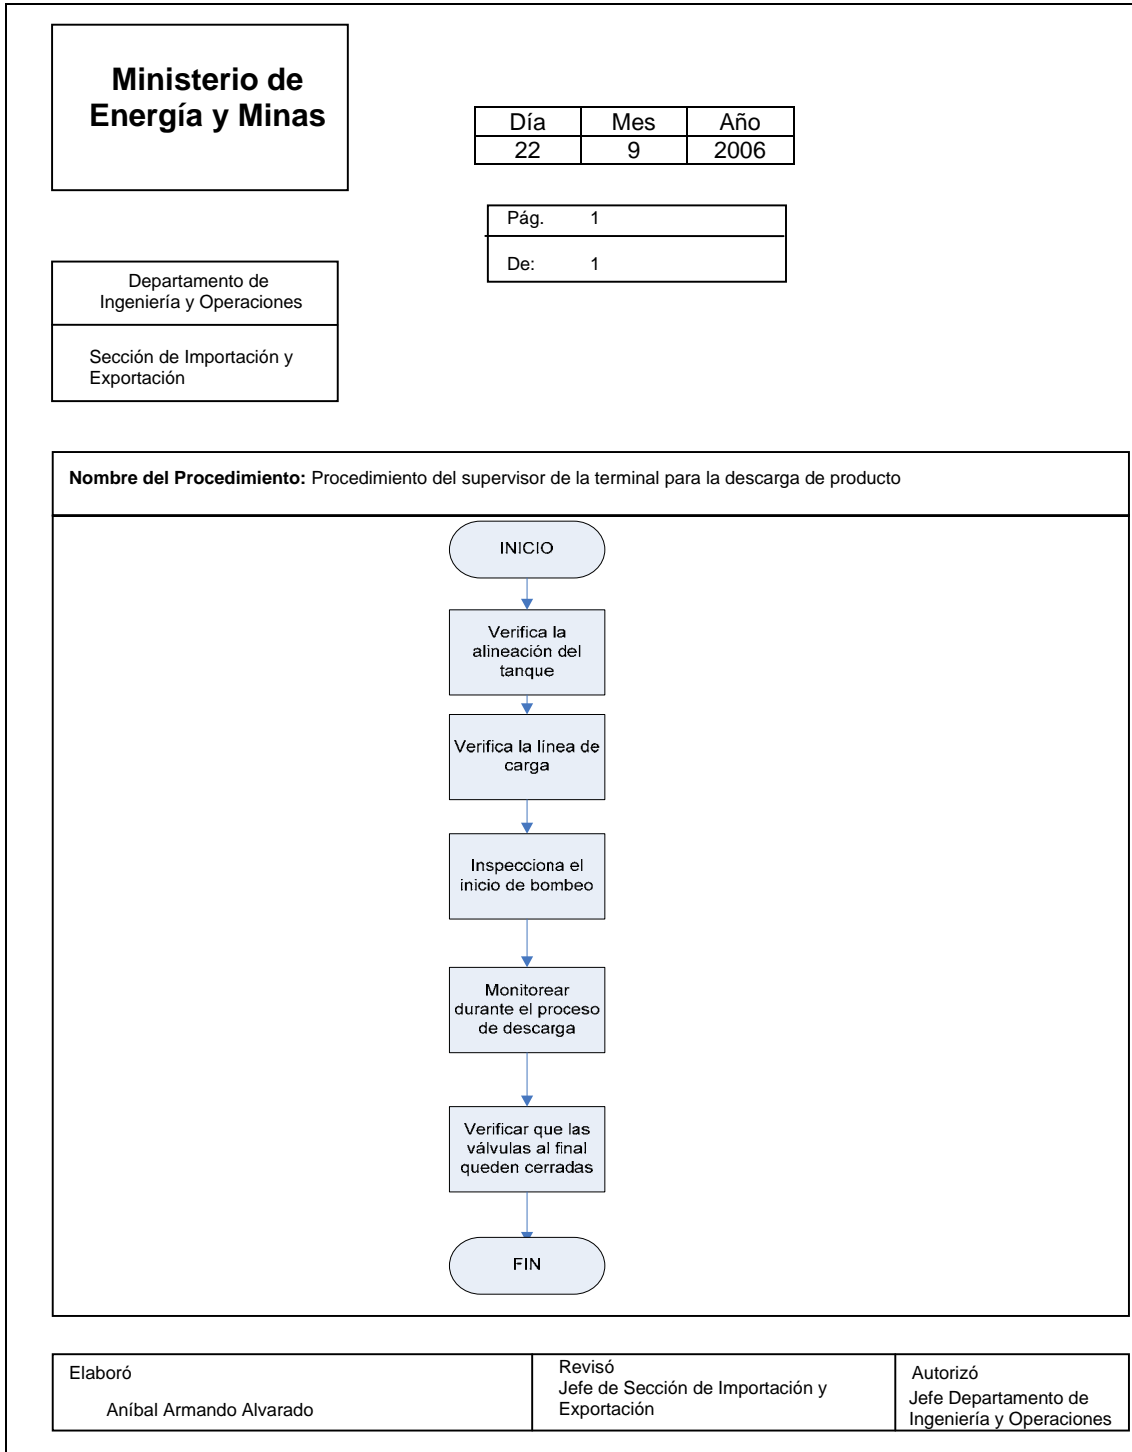 Ministerio de
Energía y Minas
Día Mes Año
22 9 2006
Pág. 1
De: 1
Departamento de
Ingeniería y Operaciones
Sección de Importación y
Exportación
Nombre del Procedimiento: Procedimiento del supervisor de la terminal para la descarga de producto
INICIO
Verifica la
alineación del
tanque
Verifica la línea de
carga
Inspecciona el
inicio de bombeo
Monitorear
durante el proceso
de descarga
Verificar que las
válvulas al final
queden cerradas
FIN
Elaboró
Aníbal Armando Alvarado
Revisó
Jefe de Sección de Importación y
Exportación
Autorizó
Jefe Departamento de
Ingeniería y Operaciones